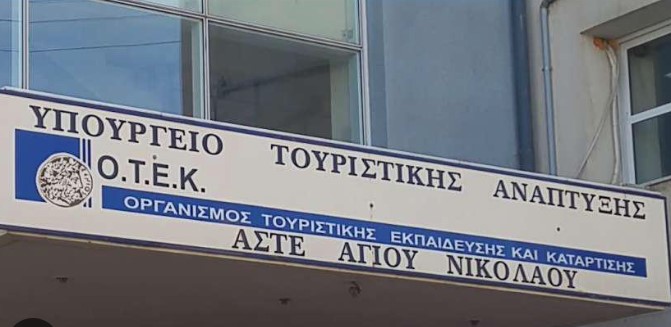 ΥΠΟΥΡΓΕΙΟ ΤΟΥΡΙΣΤΙΚΗΣ ΑΝΑΠΤΥΞΗΣ
Ο.Τ.Ε.Κ.
ΟΡΓΑΝΙΣΜΟΣ ΤΟΥΡΙΣΤΙΚΗΣ ΕΚΠΑΙΔΕΥΣΗΣ ΚΑΙ ΚΑΤΑΡΤΙΣΗΣ
ΑΣΤΕ ΑΓΙΟΥ ΝΙΚΟΛΑΟΥ